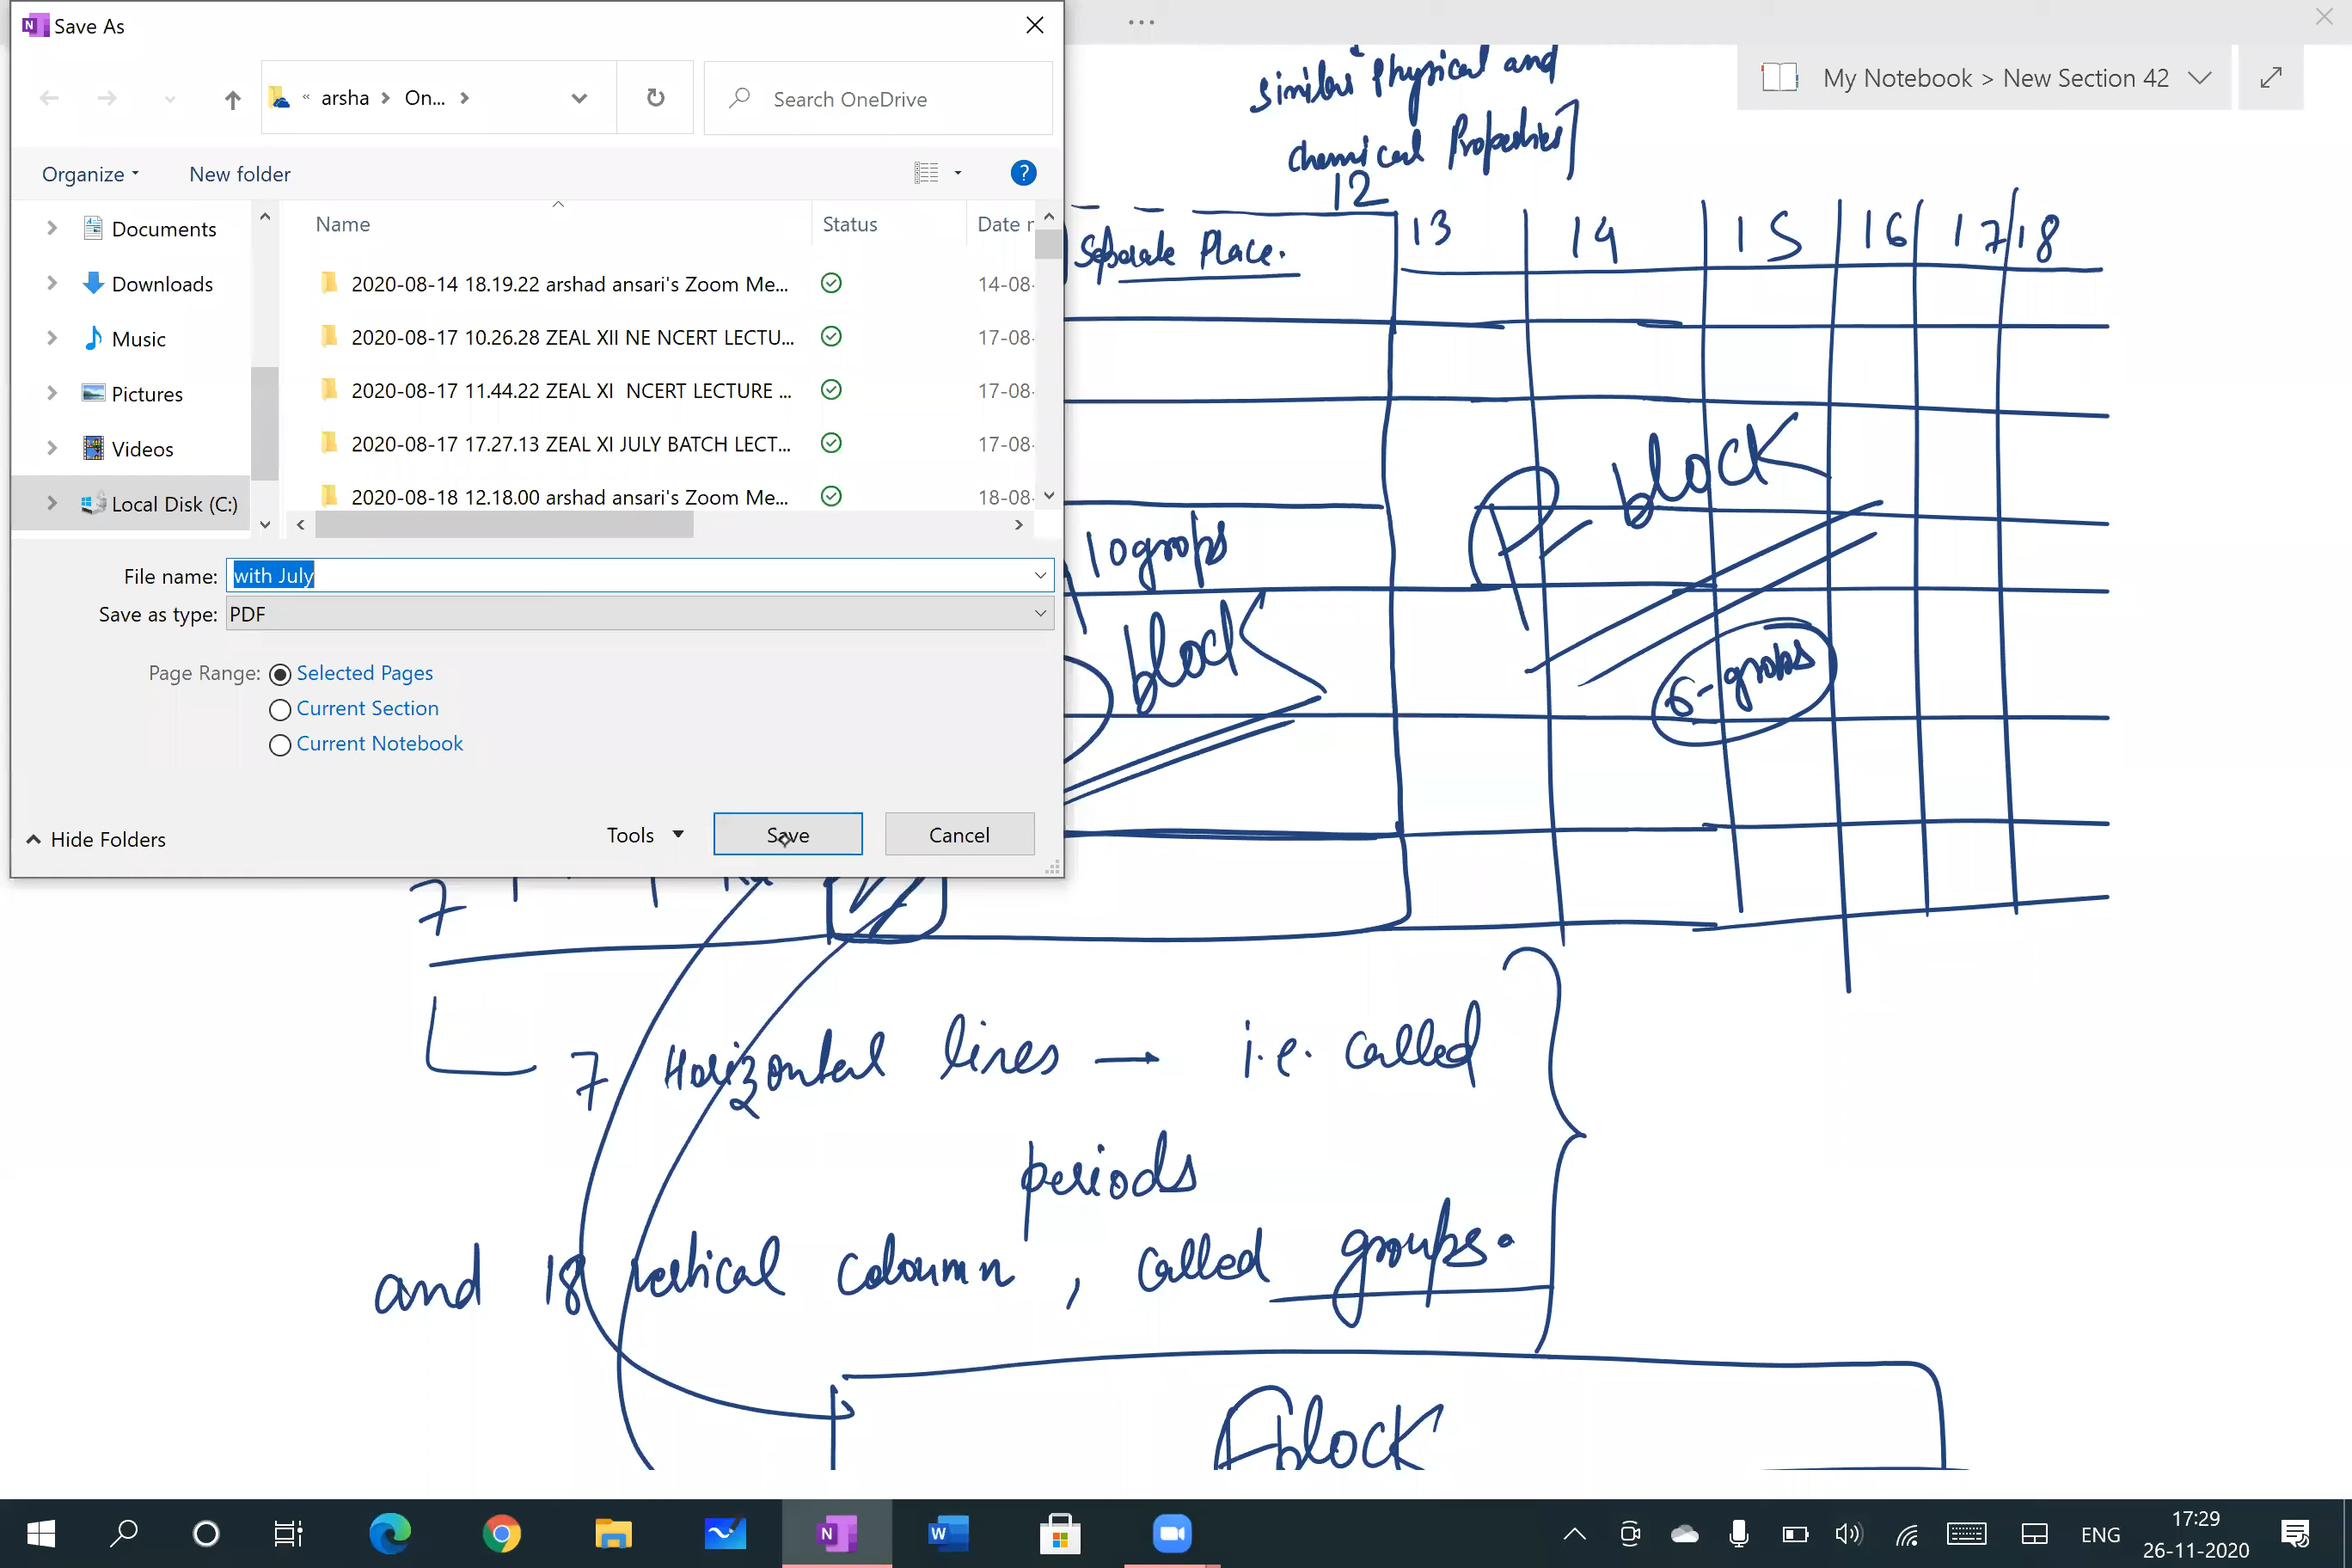 Save As
« arsha > On... >
Search OneDrive
Organize
New folder
?
Documents
Downloads
Music
Pictures
Videos
Local Disk (C:)
Name Status Date r
2020-08-14 18.19.22 arshad ansari's Zoom Me... 14-08-
2020-08-17 10.26.28 ZEAL XII NE NCERT LECTU... 17-08-
2020-08-17 11.44.22 ZEAL XI  NCERT LECTURE ... 17-08-
2020-08-17 17.27.13 ZEAL XI JULY BATCH LECT... 17-08-
2020-08-18 12.18.00 arshad ansari's Zoom Me... 18-08-
File name: with July
Save as type: PDF
Page Range: Selected Pages
Current Section
Current Notebook
Hide Folders
Tools
Save
Cancel
My Notebook > New Section 42
similar Physical and
chemical Properties]
12
13 14 15 16 17 18
Separate Place.
P- block
10grops
block
6-groups
7
7 Horizontal lines → i.e. called
periods
and 18 vertical coloumn, called groups.
block
ENG
17:29
26-11-2020